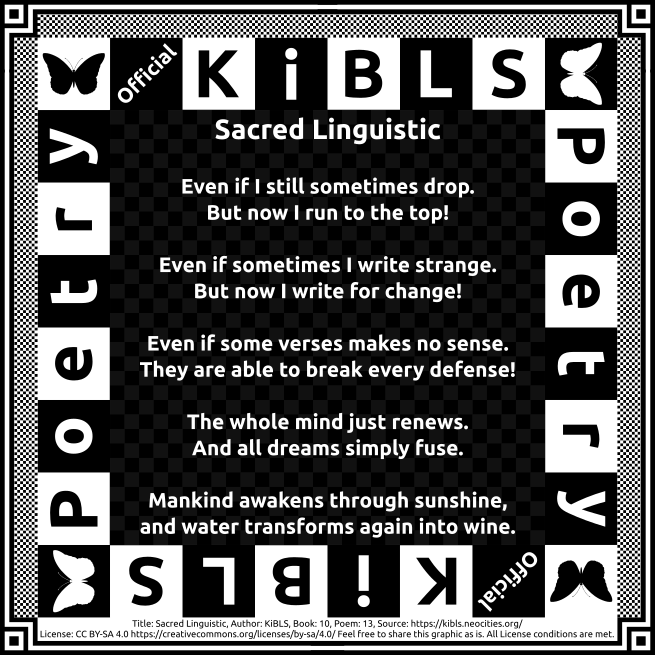 Official KiBLS
Poetry
Poetry
Sacred Linguistic
Even if I still sometimes drop.
But now I run to the top!
Even if sometimes I write strange.
But now I write for change!
Even if some verses makes no sense.
They are able to break every defense!
The whole mind just renews.
And all dreams simply fuse.
Mankind awakens through sunshine,
and water transforms again into wine.
Official KiBLS
Title: Sacred Linguistic, Author: KiBLS, Book: 10, Poem: 13, Source: https://kibls.neocities.org/
License: CC BY-SA 4.0 https://creativecommons.org/licenses/by-sa/4.0/ Feel free to share this graphic as is. All License conditions are met.